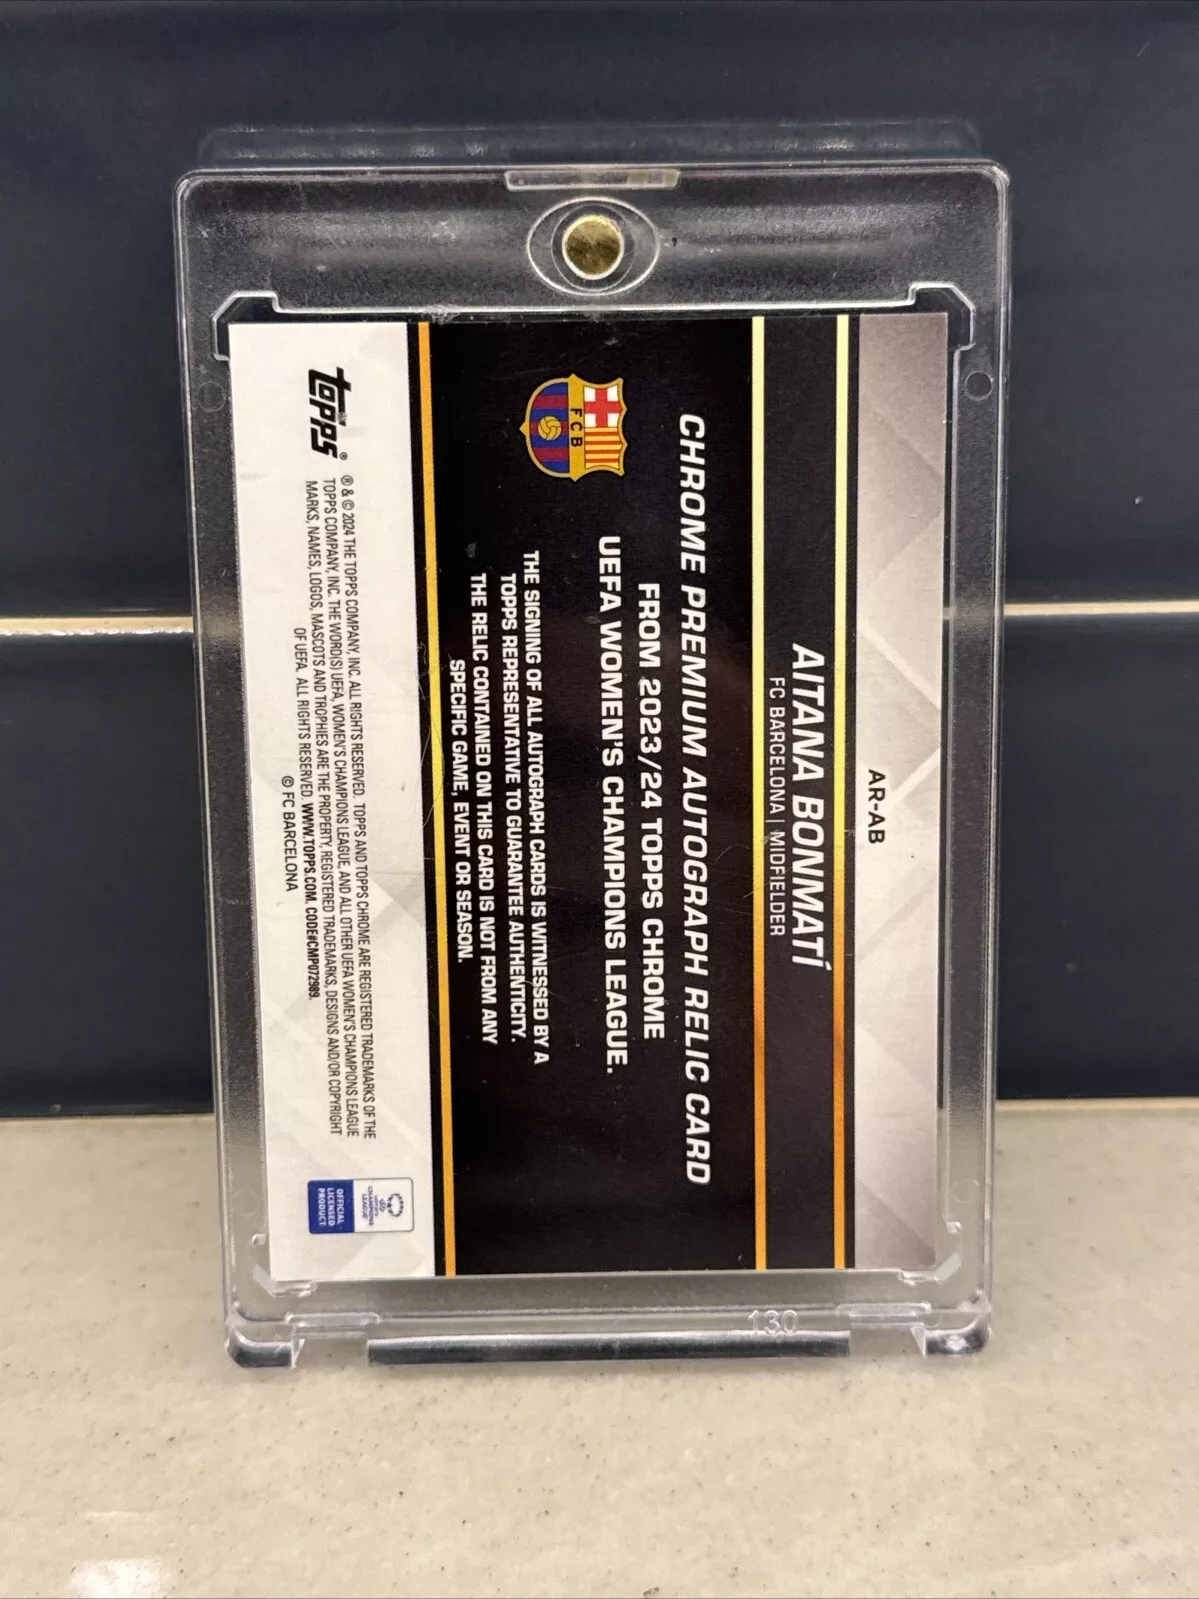 AR-AB
AITANA BONMATÍ
FC BARCELONA | MIDFIELDER
CHROME PREMIUM AUTOGRAPH RELIC CARD
FROM 2023/24 TOPPS CHROME
UEFA WOMEN'S CHAMPIONS LEAGUE.
FCB
THE SIGNING OF ALL AUTOGRAPH CARDS IS WITNESSED BY A
TOPPS REPRESENTATIVE TO GUARANTEE AUTHENTICITY.
THE RELIC CONTAINED ON THIS CARD IS NOT FROM ANY
SPECIFIC GAME, EVENT OR SEASON.
topps®
® & © 2024 THE TOPPS COMPANY, INC. ALL RIGHTS RESERVED. TOPPS AND TOPPS CHROME ARE REGISTERED TRADEMARKS OF THE
TOPPS COMPANY, INC. THE WORD(S) UEFA, WOMEN'S CHAMPIONS LEAGUE, AND ALL OTHER UEFA WOMEN'S CHAMPIONS LEAGUE
MARKS, NAMES, LOGOS, MASCOTS AND TROPHIES ARE THE PROPERTY, REGISTERED TRADEMARKS, DESIGNS AND/OR COPYRIGHT
OF UEFA. ALL RIGHTS RESERVED. WWW.TOPPS.COM. CODE#CMP072989.
© FC BARCELONA
UEFA
WOMEN'S
CHAMPIONS
LEAGUE
OFFICIAL
LICENSED
PRODUCT
130